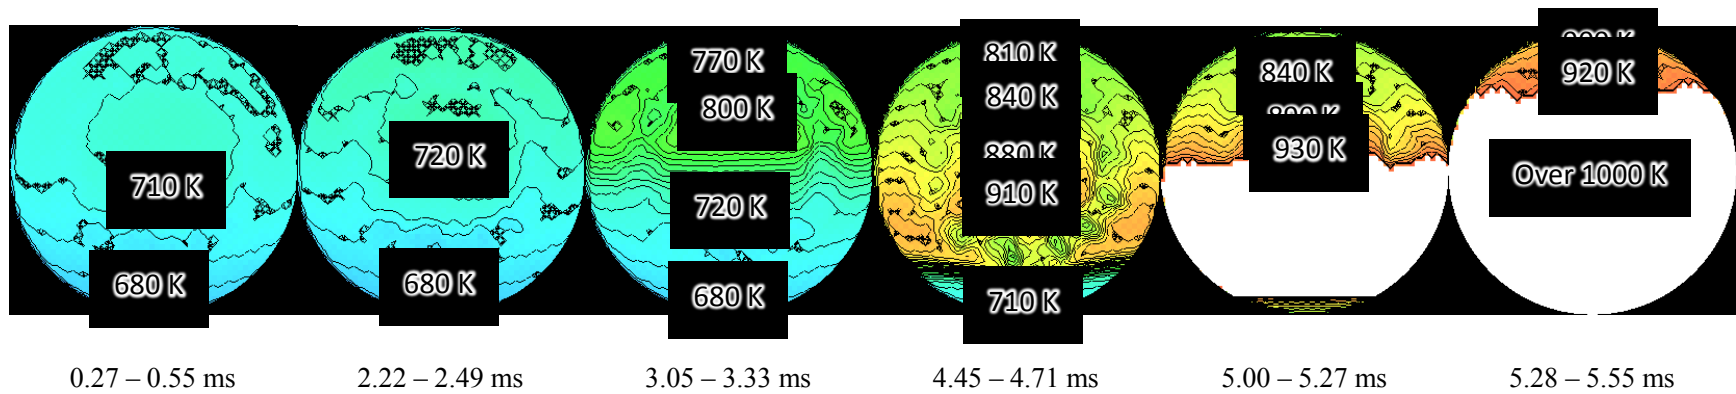 710 K
680 K
0.27 – 0.55 ms
720 K
680 K
2.22 – 2.49 ms
770 K
800 K
720 K
680 K
3.05 – 3.33 ms
810 K
840 K
880 K
910 K
710 K
4.45 – 4.71 ms
840 K
930 K
5.00 – 5.27 ms
920 K
Over 1000 K
5.28 – 5.55 ms